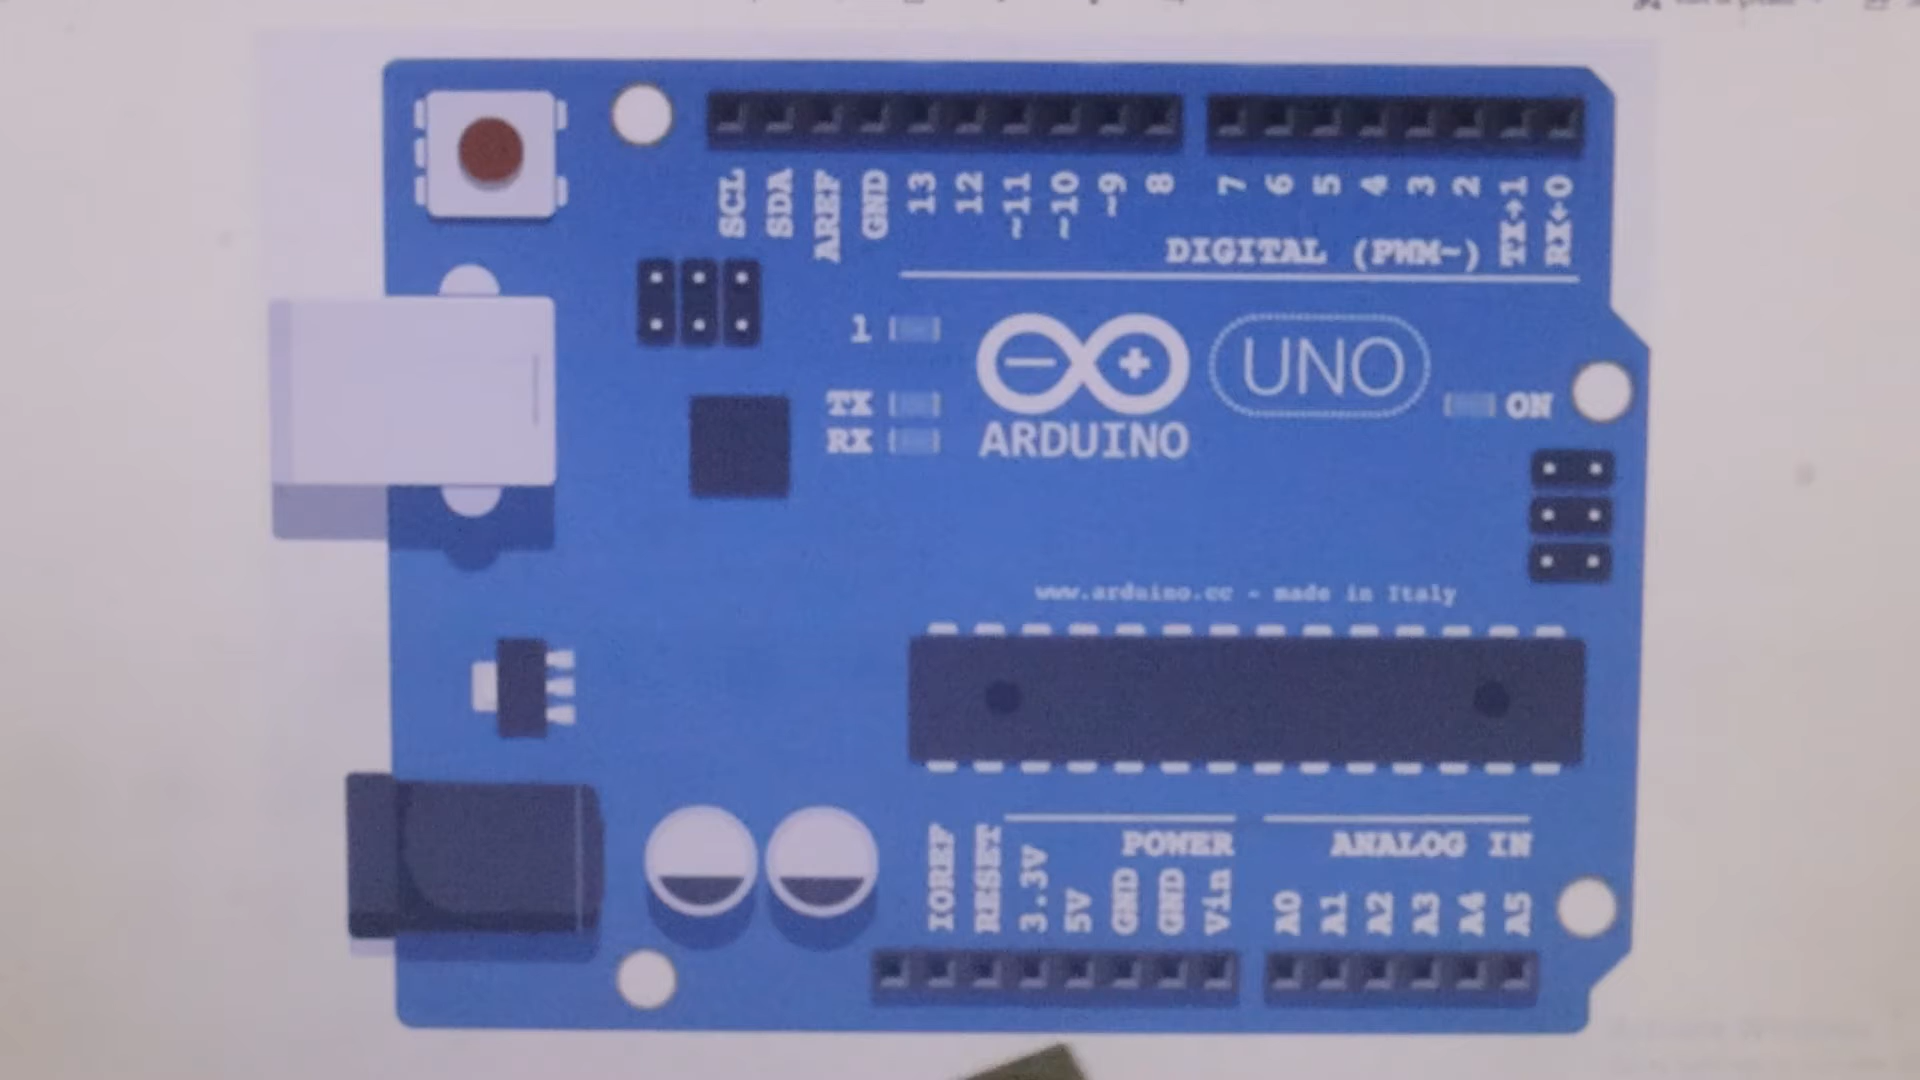 SCL
SDA
AREF
GND
13
12
~11
~10
~9
8
7
6
5
4
3
2
TX→1
RX←0
DIGITAL (PWM~)
1
TX
RX
ARDUINO
UNO
ON
www.arduino.cc - made in Italy
POWER
ANALOG IN
IOREF
RESET
3.3V
5V
GND
GND
Vin
A0
A1
A2
A3
A4
A5